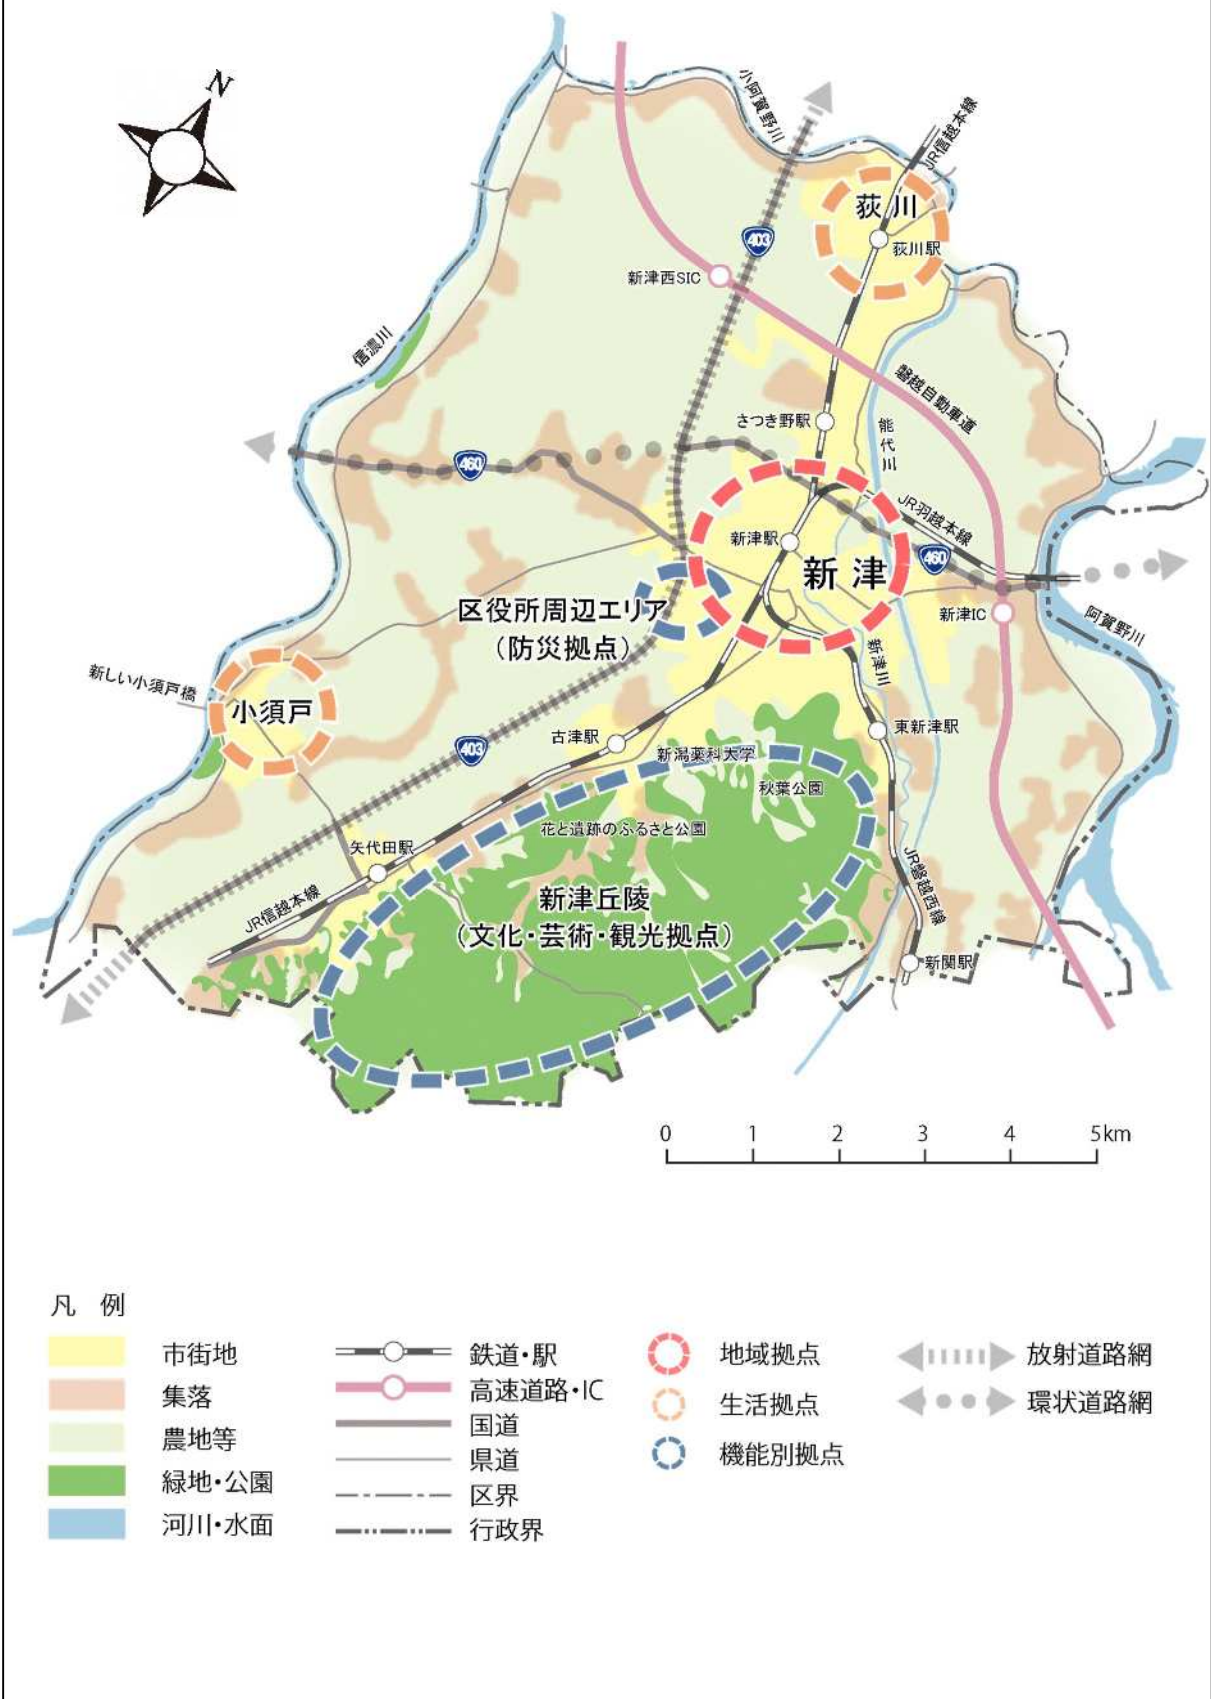 N
小阿賀野川
JR信越本線
荻川
荻川駅
403
新津西SIC
信濃川
磐越自動車道
さつき野駅
能代川
460
JR羽越本線
新津駅
新津
460
区役所周辺エリア
（防災拠点）
新津IC
阿賀野川
新津川
新しい小須戸橋
小須戸
東新津駅
古津駅
403
新潟薬科大学
秋葉公園
花と遺跡のふるさと公園
矢代田駅
JR磐越西線
新津丘陵
（文化・芸術・観光拠点）
JR信越本線
新関駅
0 1 2 3 4 5km
凡 例
市街地
集落
農地等
緑地・公園
河川・水面
鉄道・駅
高速道路・IC
国道
県道
区界
行政界
地域拠点
生活拠点
機能別拠点
放射道路網
環状道路網